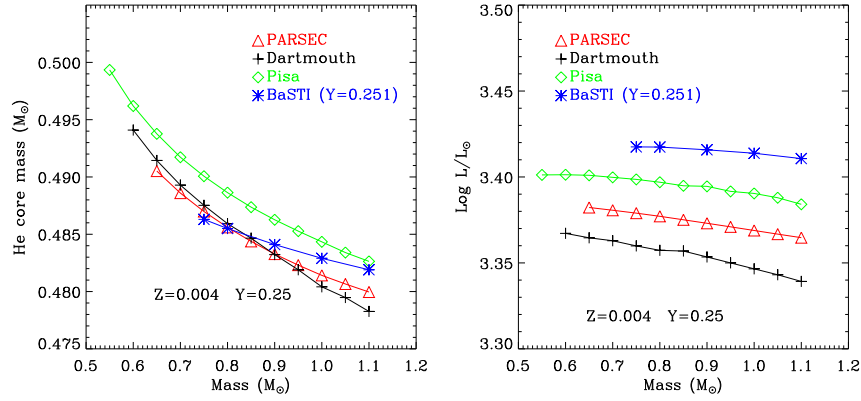 PARSEC
Dartmouth
Pisa
BaSTI (Y=0.251)
Z=0.004 Y=0.25
He core mass (M☉)
0.500
0.495
0.490
0.485
0.480
0.475
0.5 0.6 0.7 0.8 0.9 1.0 1.1 1.2
Mass (M☉)
PARSEC
Dartmouth
Pisa
BaSTI (Y=0.251)
Z=0.004 Y=0.25
Log L/L☉
3.50
3.45
3.40
3.35
3.30
0.5 0.6 0.7 0.8 0.9 1.0 1.1 1.2
Mass (M☉)